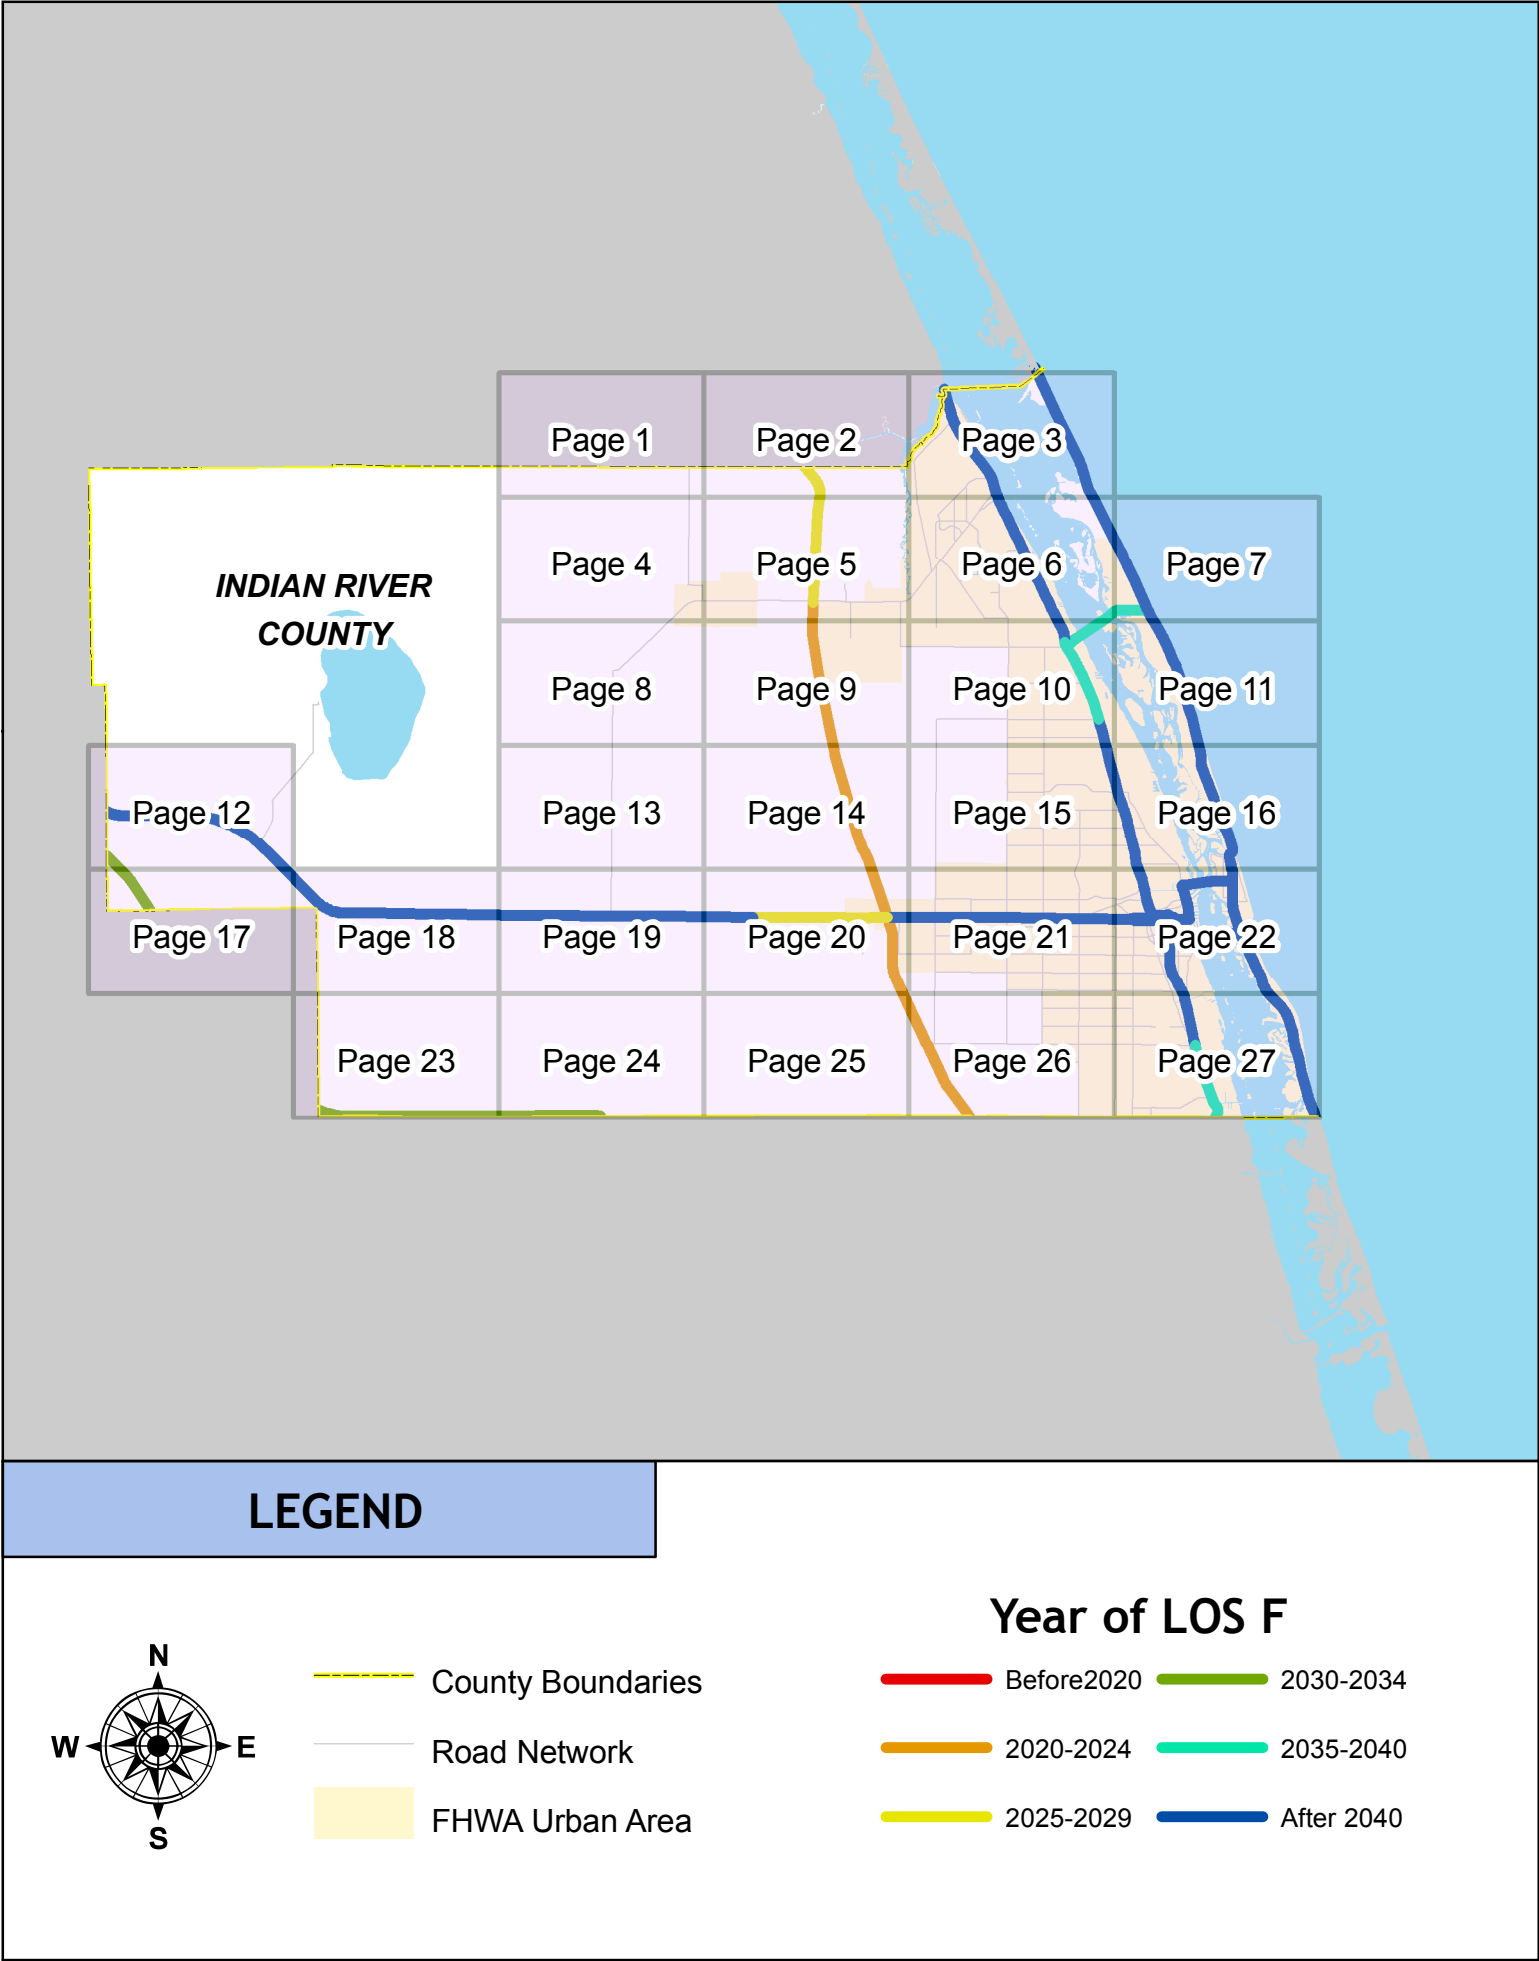 Page 1
Page 2
Page 3
Page 4
Page 5
Page 6
Page 7
INDIAN RIVER
COUNTY
Page 8
Page 9
Page 10
Page 11
Page 12
Page 13
Page 14
Page 15
Page 16
Page 17
Page 18
Page 19
Page 20
Page 21
Page 22
Page 23
Page 24
Page 25
Page 26
Page 27
LEGEND
N
W
E
S
County Boundaries
Road Network
FHWA Urban Area
Year of LOS F
Before2020
2030-2034
2020-2024
2035-2040
2025-2029
After 2040